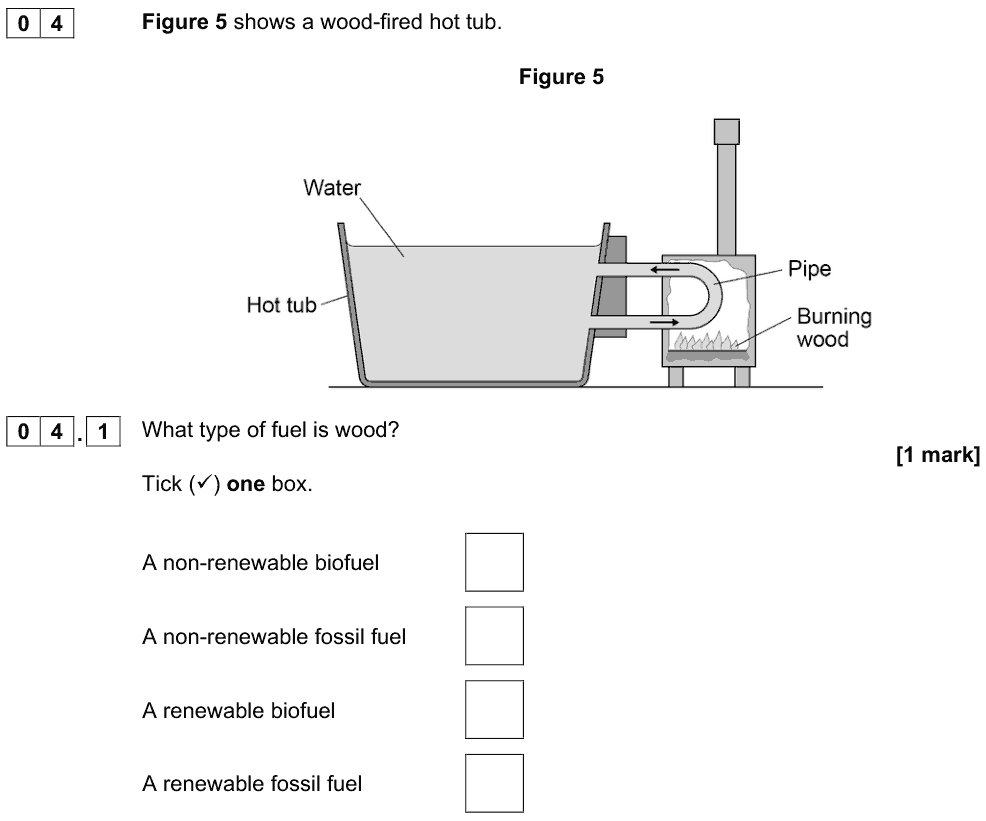 0 4 Figure 5 shows a wood-fired hot tub.
Figure 5
Water
Hot tub
Pipe
Burning
wood
0 4 . 1 What type of fuel is wood?
[1 mark]
Tick (✓) one box.
A non-renewable biofuel
A non-renewable fossil fuel
A renewable biofuel
A renewable fossil fuel